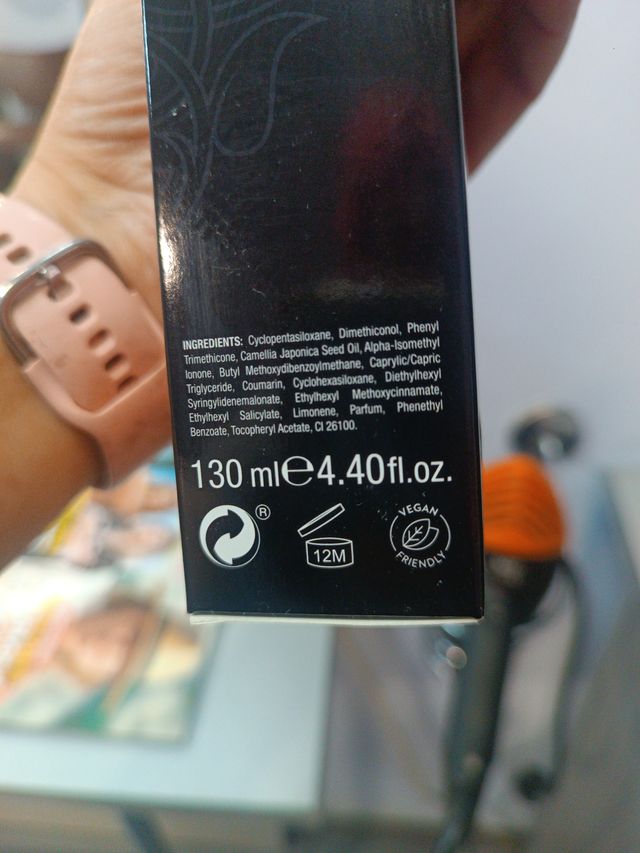 INGREDIENTS: Cyclopentasiloxane, Dimethiconol, Phenyl
Trimethicone, Camellia Japonica Seed Oil, Alpha-Isomethyl
Ionone, Butyl Methoxydibenzoylmethane, Caprylic/Capric
Triglyceride, Coumarin, Cyclohexasiloxane, Diethylhexyl
Syringylidenemalonate, Ethylhexyl Methoxycinnamate,
Ethylhexyl Salicylate, Limonene, Parfum, Phenethyl
Benzoate, Tocopheryl Acetate, CI 26100.
130 ml℮4.40fl.oz.
®
12M
VEGAN
FRIENDLY